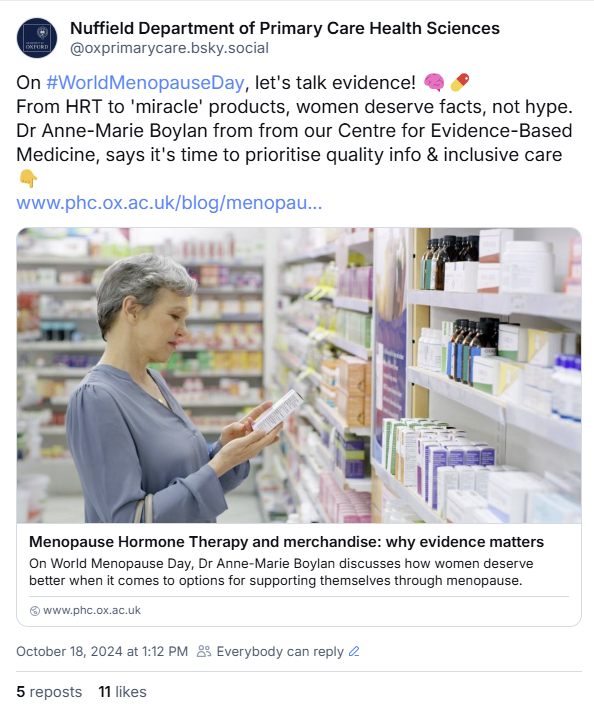 Nuffield Department of Primary Care Health Sciences
@oxprimarycare.bsky.social
On #WorldMenopauseDay, let's talk evidence! 🧠💊
From HRT to 'miracle' products, women deserve facts, not hype.
Dr Anne-Marie Boylan from from our Centre for Evidence-Based
Medicine, says it's time to prioritise quality info & inclusive care
👇
www.phc.ox.ac.uk/blog/menopau...
Menopause Hormone Therapy and merchandise: why evidence matters
On World Menopause Day, Dr Anne-Marie Boylan discusses how women deserve
better when it comes to options for supporting themselves through menopause.
www.phc.ox.ac.uk
October 18, 2024 at 1:12 PM Everybody can reply
5 reposts 11 likes